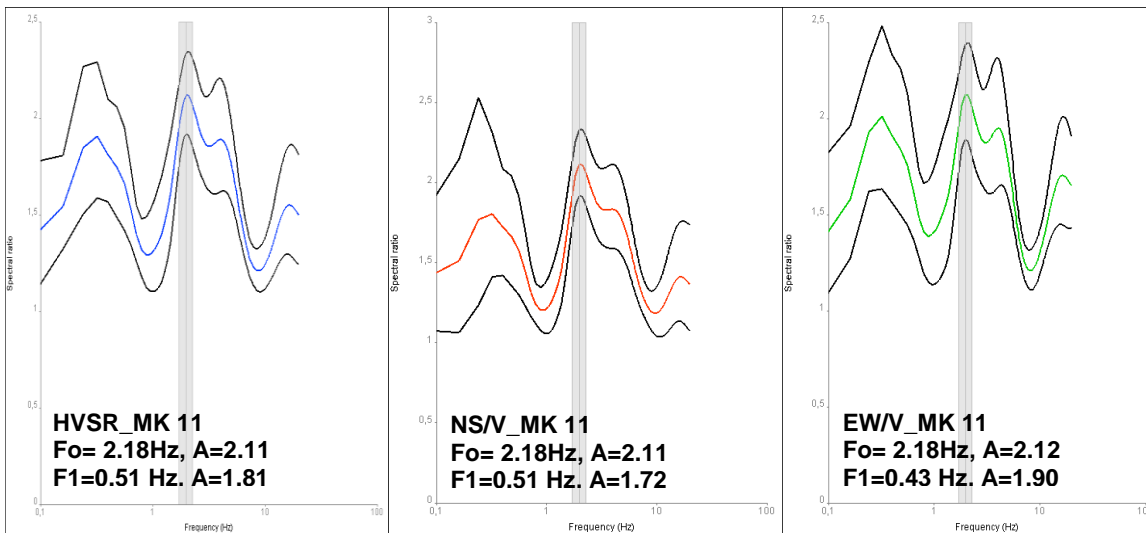 2,5
2
1,5
1
0,5
0
Spectral ratio
0,1
1
10
100
Frequency (Hz)
HVSR_MK 11
Fo= 2.18Hz, A=2.11
F1=0.51 Hz. A=1.81
3
2,5
2
1,5
1
0,5
0
Spectral ratio
0,1
1
10
100
Frequency (Hz)
NS/V_MK 11
Fo= 2.18Hz, A=2.11
F1=0.51 Hz. A=1.72
2,5
2
1,5
1
0,5
0
Spectral ratio
0,1
1
10
100
Frequency (Hz)
EW/V_MK 11
Fo= 2.18Hz, A=2.12
F1=0.43 Hz. A=1.90